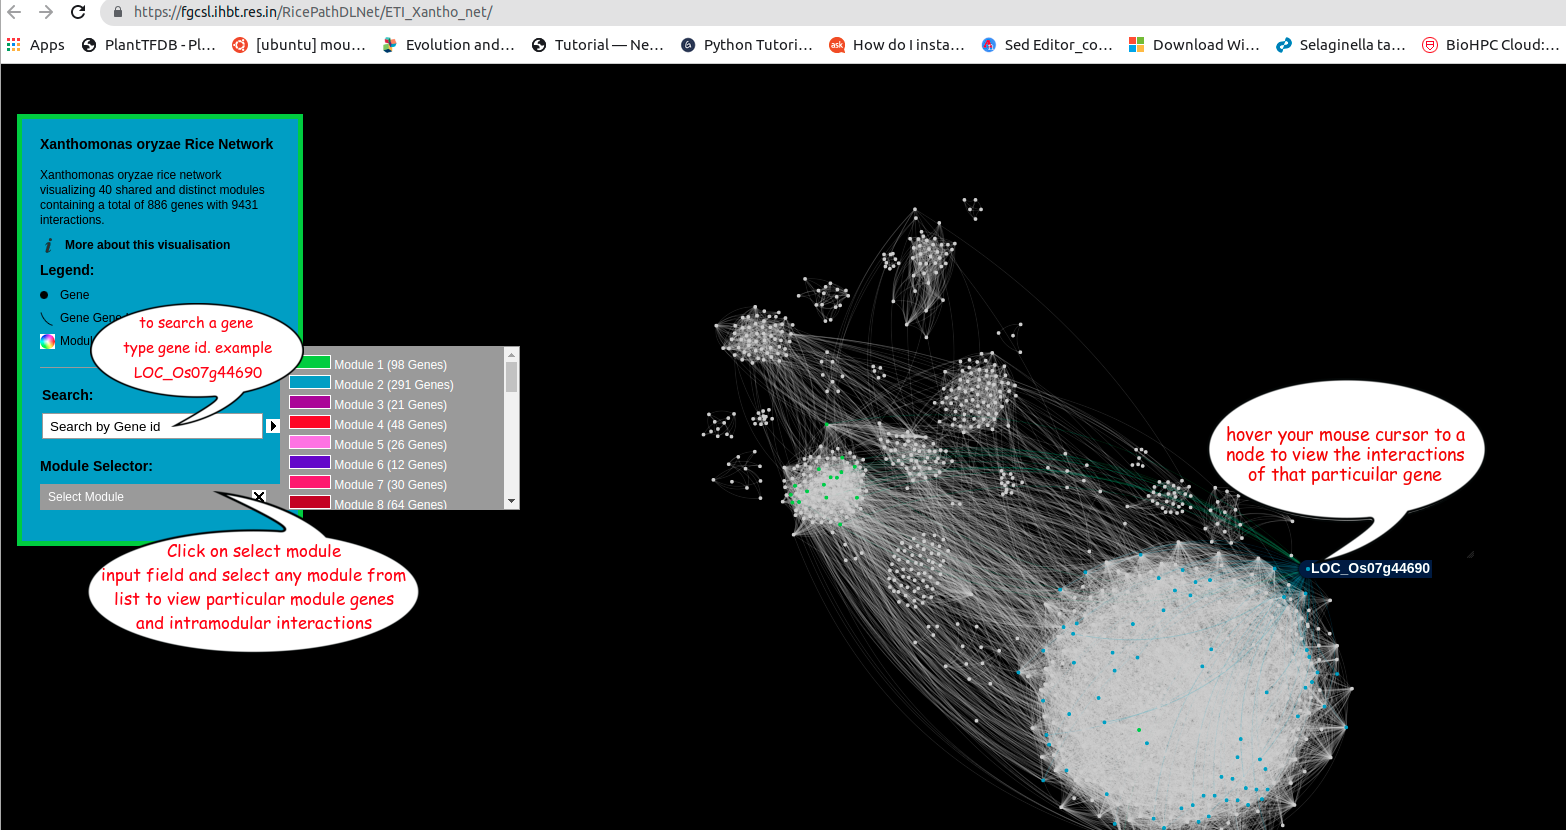 https://fgcsl.ihbt.res.in/RicePathDLNet/ETI_Xantho_net/
Apps
PlantTFDB - Pl…
[ubuntu] mou…
Evolution and…
Tutorial — Ne…
Python Tutori…
ask
How do I insta…
Sed Editor_co…
Download Wi…
Selaginella ta…
BioHPC Cloud:…
Xanthomonas oryzae Rice Network
Xanthomonas oryzae rice network
visualizing 40 shared and distinct modules
containing a total of 886 genes with 9431
interactions.
i
More about this visualisation
Legend:
Gene
Gene Gene
Modul
to search a gene
type gene id. example
LOC_Os07g44690
Search:
Search by Gene id
Module Selector:
Select Module
Module 1 (98 Genes)
Module 2 (291 Genes)
Module 3 (21 Genes)
Module 4 (48 Genes)
Module 5 (26 Genes)
Module 6 (12 Genes)
Module 7 (30 Genes)
Module 8 (64 Genes)
Click on select module
input field and select any module from
list to view particular module genes
and intramodular interactions
hover your mouse cursor to a
node to view the interactions
of that particuilar gene
LOC_Os07g44690